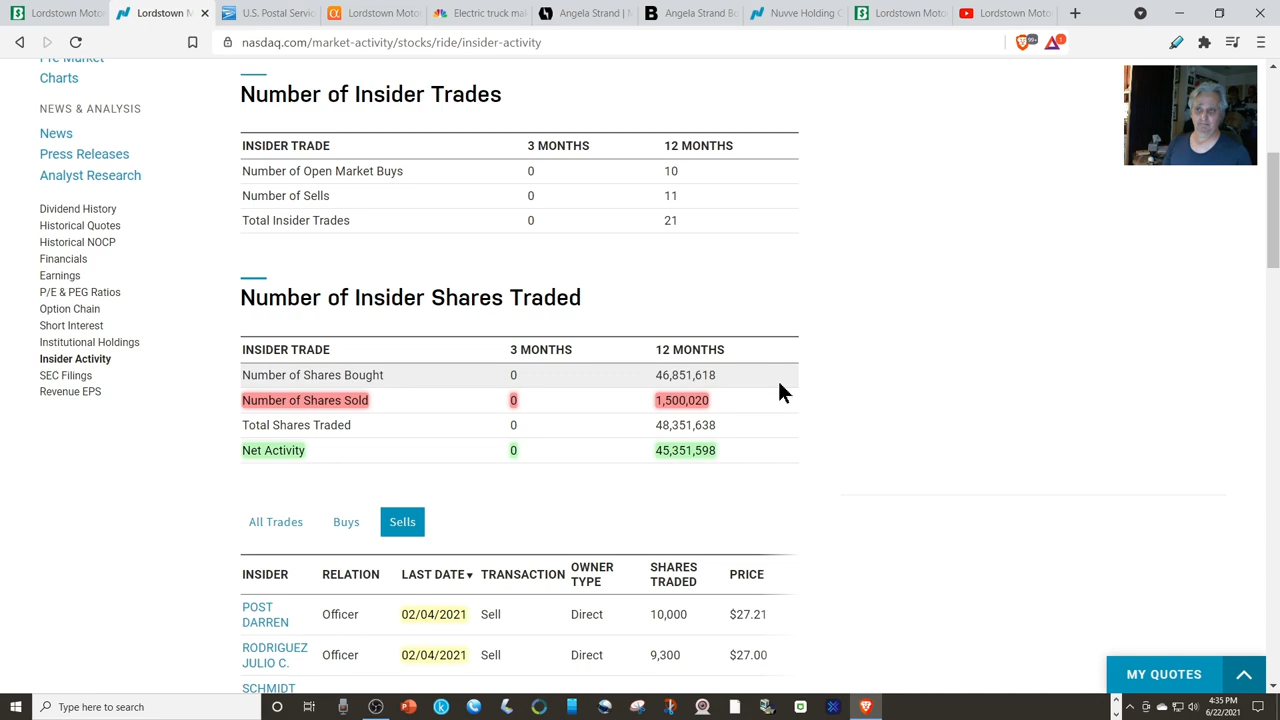 Lordstown Moto
Lordstown M
U.S. Postal Servi
Lordstown Moto
Electric truck mal
Angela Strand | M
Angela Strand Bo
Nuvve Holding C
Lordstown Moto
Lordstown Moto
nasdaq.com/market-activity/stocks/ride/insider-activity
99+
1
Pre Market
Charts
NEWS & ANALYSIS
News
Press Releases
Analyst Research
Dividend History
Historical Quotes
Historical NOCP
Financials
Earnings
P/E & PEG Ratios
Option Chain
Short Interest
Institutional Holdings
Insider Activity
SEC Filings
Revenue EPS
Number of Insider Trades
INSIDER TRADE 3 MONTHS 12 MONTHS
Number of Open Market Buys 0 10
Number of Sells 0 11
Total Insider Trades 0 21
Number of Insider Shares Traded
INSIDER TRADE 3 MONTHS 12 MONTHS
Number of Shares Bought 0 46,851,618
Number of Shares Sold 0 1,500,020
Total Shares Traded 0 48,351,638
Net Activity 0 45,351,598
All Trades Buys Sells
INSIDER RELATION LAST DATE TRANSACTION OWNER TYPE SHARES TRADED PRICE
POST DARREN Officer 02/04/2021 Sell Direct 10,000 $27.21
RODRIGUEZ JULIO C. Officer 02/04/2021 Sell Direct 9,300 $27.00
SCHMIDT
MY QUOTES
Type here to search
4:35 PM
6/22/2021